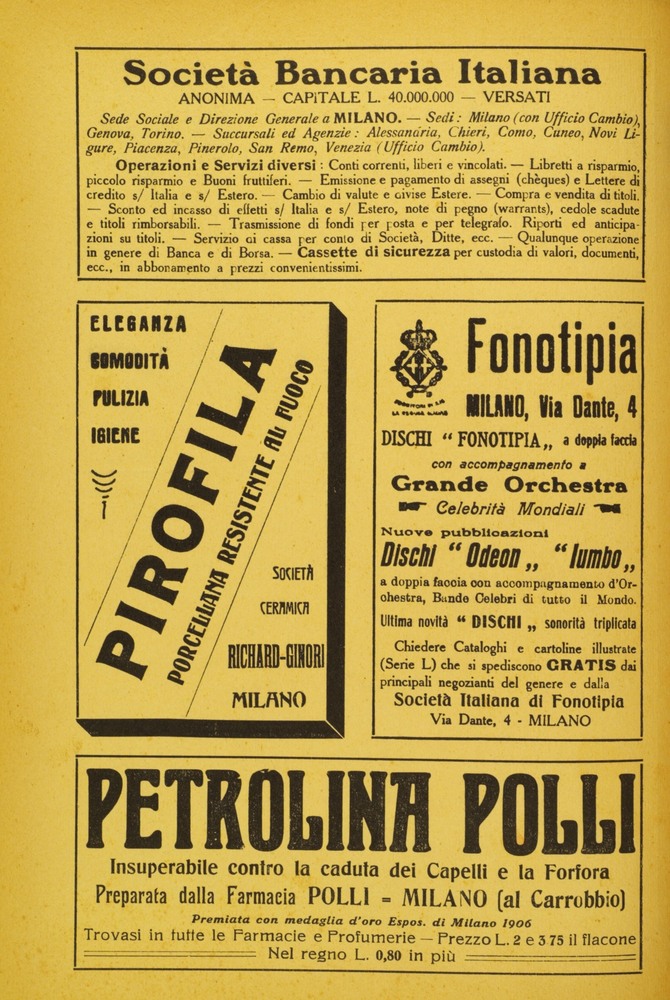 Società Bancaria Italiana
ANONIMA — CAPITALE L. 40.000.000 — VERSATI
Sede Sociale e Direzione Generale a MILANO. — Sedi: Milano (con Ufficio Cambio),
Genova, Torino. — Succursali ed Agenzie: Alessandria, Chieri, Como, Cuneo, Novi Li-
gure, Piacenza, Pinerolo, San Remo, Venezia (Ufficio Cambio).
Operazioni e Servizi diversi: Conti correnti, liberi e vincolati. — Libretti a risparmio,
piccolo risparmio e Buoni fruttiferi. — Emissione e pagamento di assegni (chèques) e Lettere di
credito s/ Italia e s/ Estero. — Cambio di valute e divise Estere. — Compra e vendita di titoli.
— Sconto ed incasso di effetti s/ Italia e s/ Estero, note di pegno (warrants), cedole scadute
e titoli rimborsabili. — Trasmissione di fondi per posta e per telegrafo. Riporti ed anticipa-
zioni su titoli. — Servizio di cassa per conto di Società, Ditte, ecc. — Qualunque operazione
in genere di Banca e di Borsa. — Cassette di sicurezza per custodia di valori, documenti,
ecc., in abbonamento a prezzi convenientissimi.
ELEGANZA
COMODITÀ
PULIZIA
IGIENE
PIROFILA
PORCELLANA RESISTENTE AL FUOCO
SOCIETÀ
CERAMICA
RICHARD-GINORI
MILANO
Fonotipia
MILANO, Via Dante, 4
DISCHI "FONOTIPIA„ a doppia faccia
con accompagnamento a
Grande Orchestra
Celebrità Mondiali
Nuove pubblicazioni
Dischi "Odeon„ "Iumbo„
a doppia faccia con accompagnamento d'Or-
chestra, Bande Celebri di tutto il Mondo.
Ultima novità "DISCHI„ sonorità triplicata
Chiedere Cataloghi e cartoline illustrate
(Serie L) che si spediscono GRATIS dai
principali negozianti del genere e dalla
Società Italiana di Fonotipia
Via Dante, 4 - MILANO
PETROLINA POLLI
Insuperabile contro la caduta dei Capelli e la Forfora
Preparata dalla Farmacia POLLI = MILANO (al Carrobbio)
Premiata con medaglia d'oro Espos. di Milano 1906
Trovasi in tutte le Farmacie e Profumerie — Prezzo L. 2 e 3 75 il flacone
Nel regno L. 0,80 in più